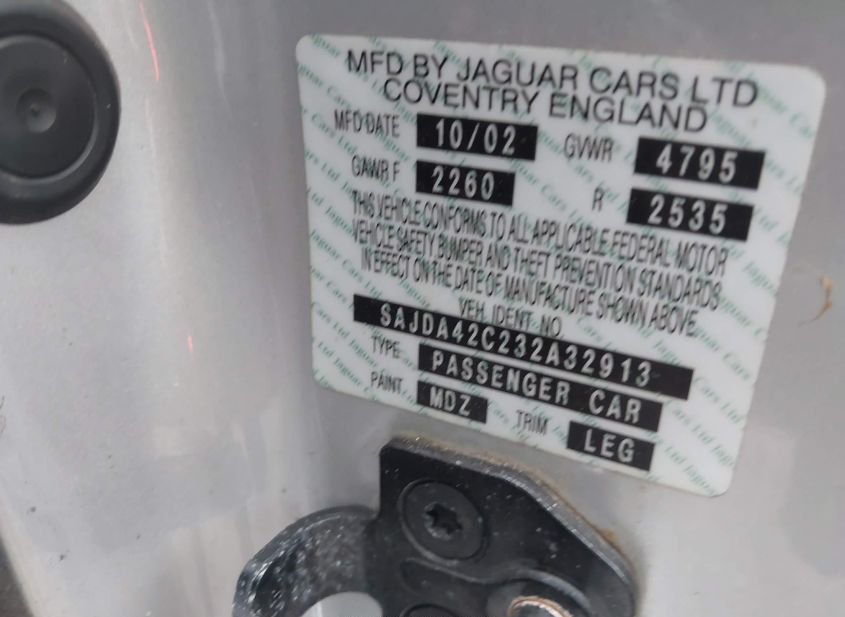 MFD BY JAGUAR CARS LTD
COVENTRY ENGLAND
MFD DATE 10/02 GVWR 4795
GAWR F 2260 R 2535
THIS VEHICLE CONFORMS TO ALL APPLICABLE FEDERAL MOTOR
VEHICLE SAFETY BUMPER AND THEFT PREVENTION STANDARDS
IN EFFECT ON THE DATE OF MANUFACTURE SHOWN ABOVE.
VEH. IDENT. NO.
SAJDA42C232A32913
TYPE PASSENGER CAR
PAINT MDZ TRIM LEG